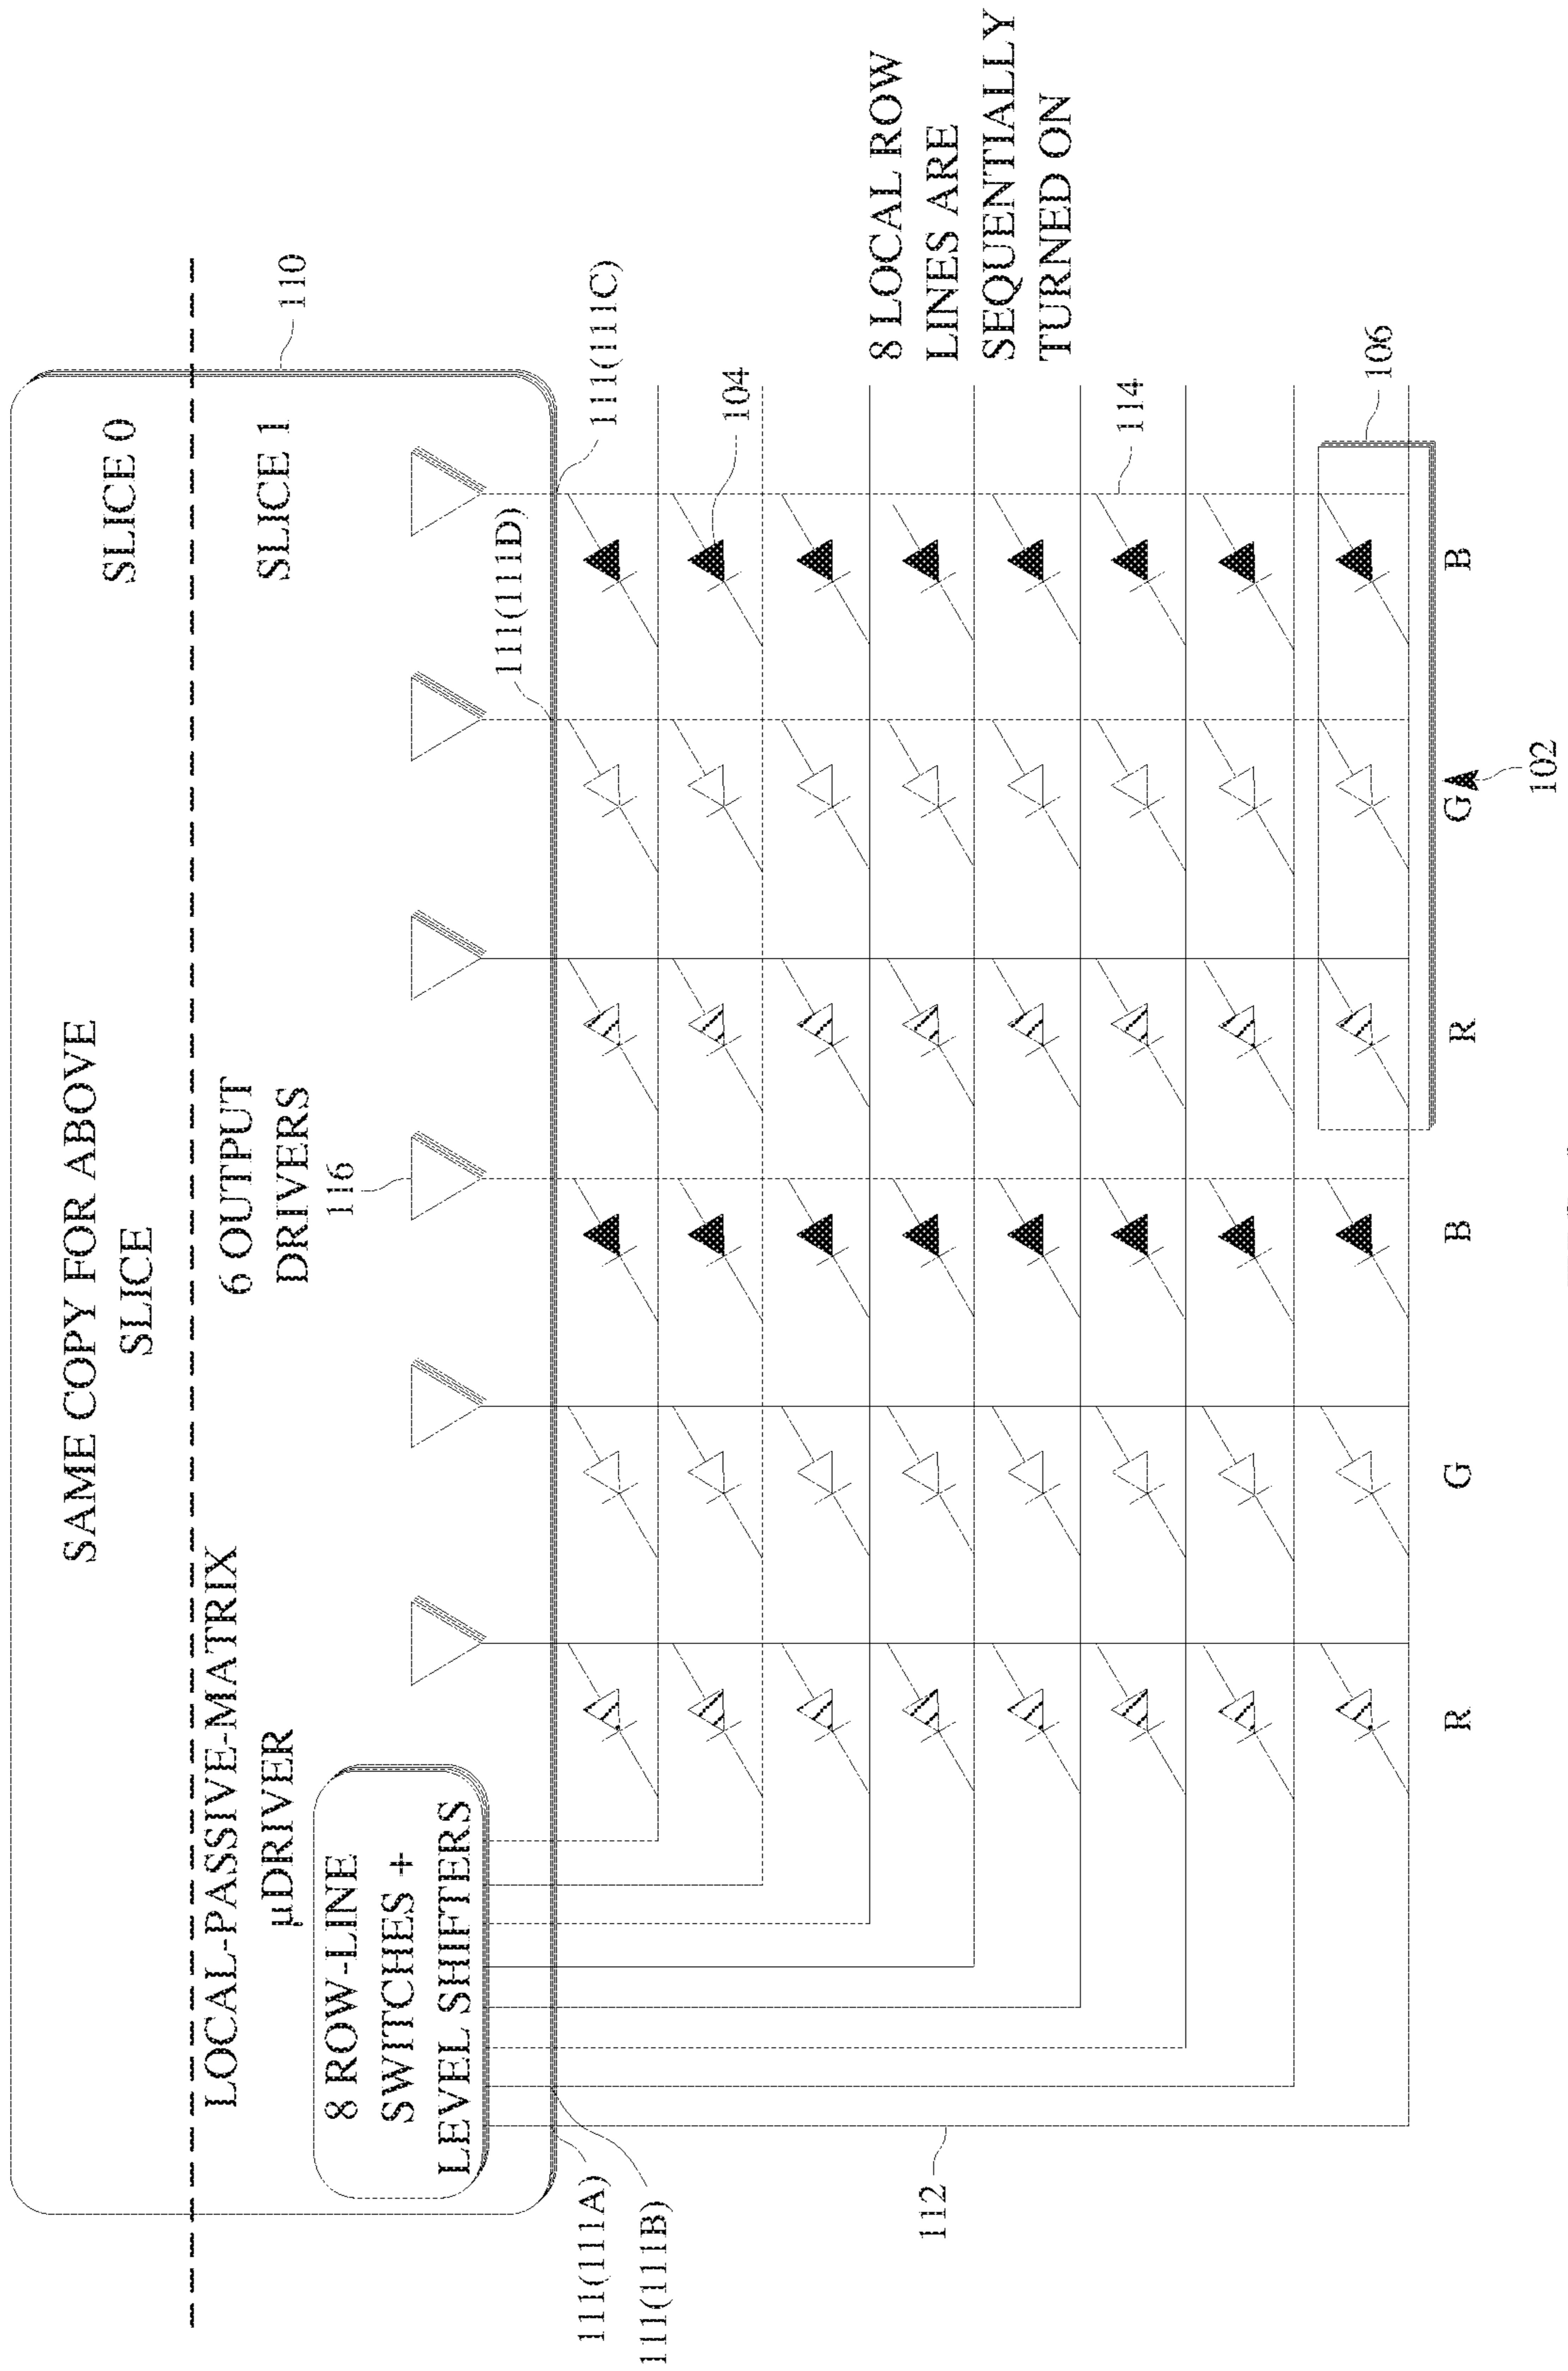 SAME COPY FOR ABOVE
SLICE
SLICE 0
LOCAL-PASSIVE-MATRIX
μDRIVER
6 OUTPUT
DRIVERS
SLICE 1
110
116
8 ROW-LINE
SWITCHES +
LEVEL SHIFTERS
111(111A)
111(111B)
111(111D)
111(111C)
104
8 LOCAL ROW
LINES ARE
SEQUENTIALLY
TURNED ON
112
114
106
R
G
B
R
G
B
102